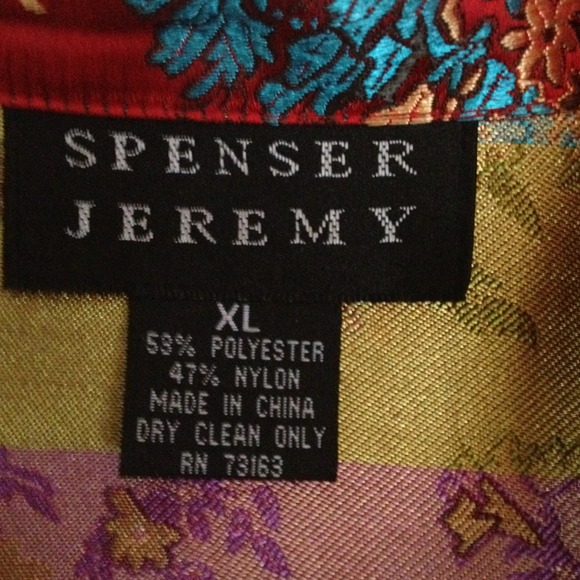 SPENSER
JEREMY
XL
53% POLYESTER
47% NYLON
MADE IN CHINA
DRY CLEAN ONLY
RN 73163